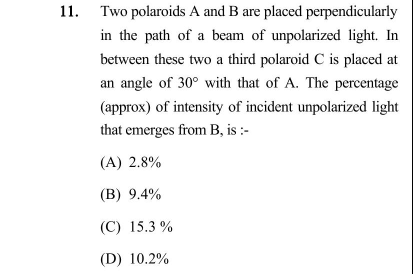 11. Two polaroids A and B are placed perpendicularly
in the path of a beam of unpolarized light. In
between these two a third polaroid C is placed at
an angle of 30° with that of A. The percentage
(approx) of intensity of incident unpolarized light
that emerges from B, is :-
(A) 2.8%
(B) 9.4%
(C) 15.3 %
(D) 10.2%